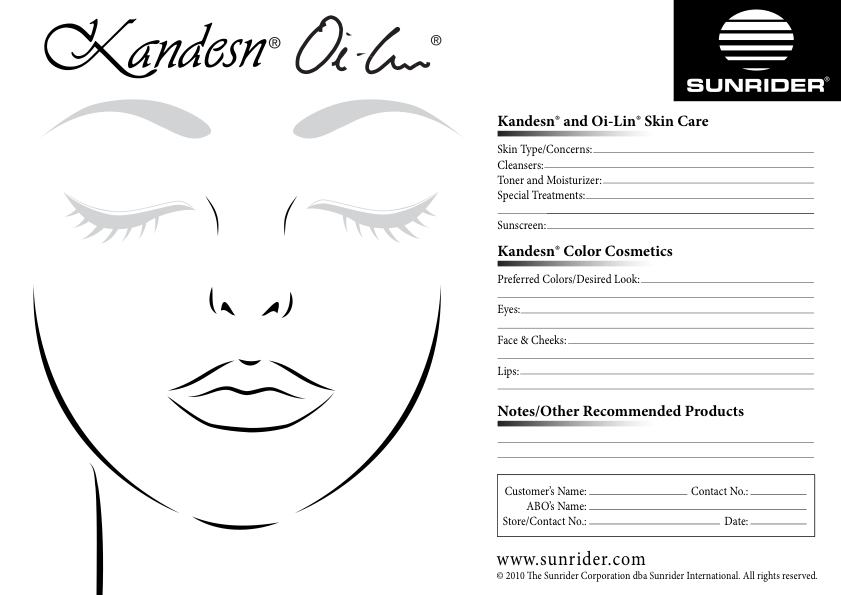 Kandesn® Oi-Lin®
SUNRIDER®
Kandesn® and Oi-Lin® Skin Care
Skin Type/Concerns:
Cleansers:
Toner and Moisturizer:
Special Treatments:
Sunscreen:
Kandesn® Color Cosmetics
Preferred Colors/Desired Look:
Eyes:
Face & Cheeks:
Lips:
Notes/Other Recommended Products
Customer's Name: Contact No.:
ABO's Name:
Store/Contact No.: Date:
www.sunrider.com
© 2010 The Sunrider Corporation dba Sunrider International. All rights reserved.